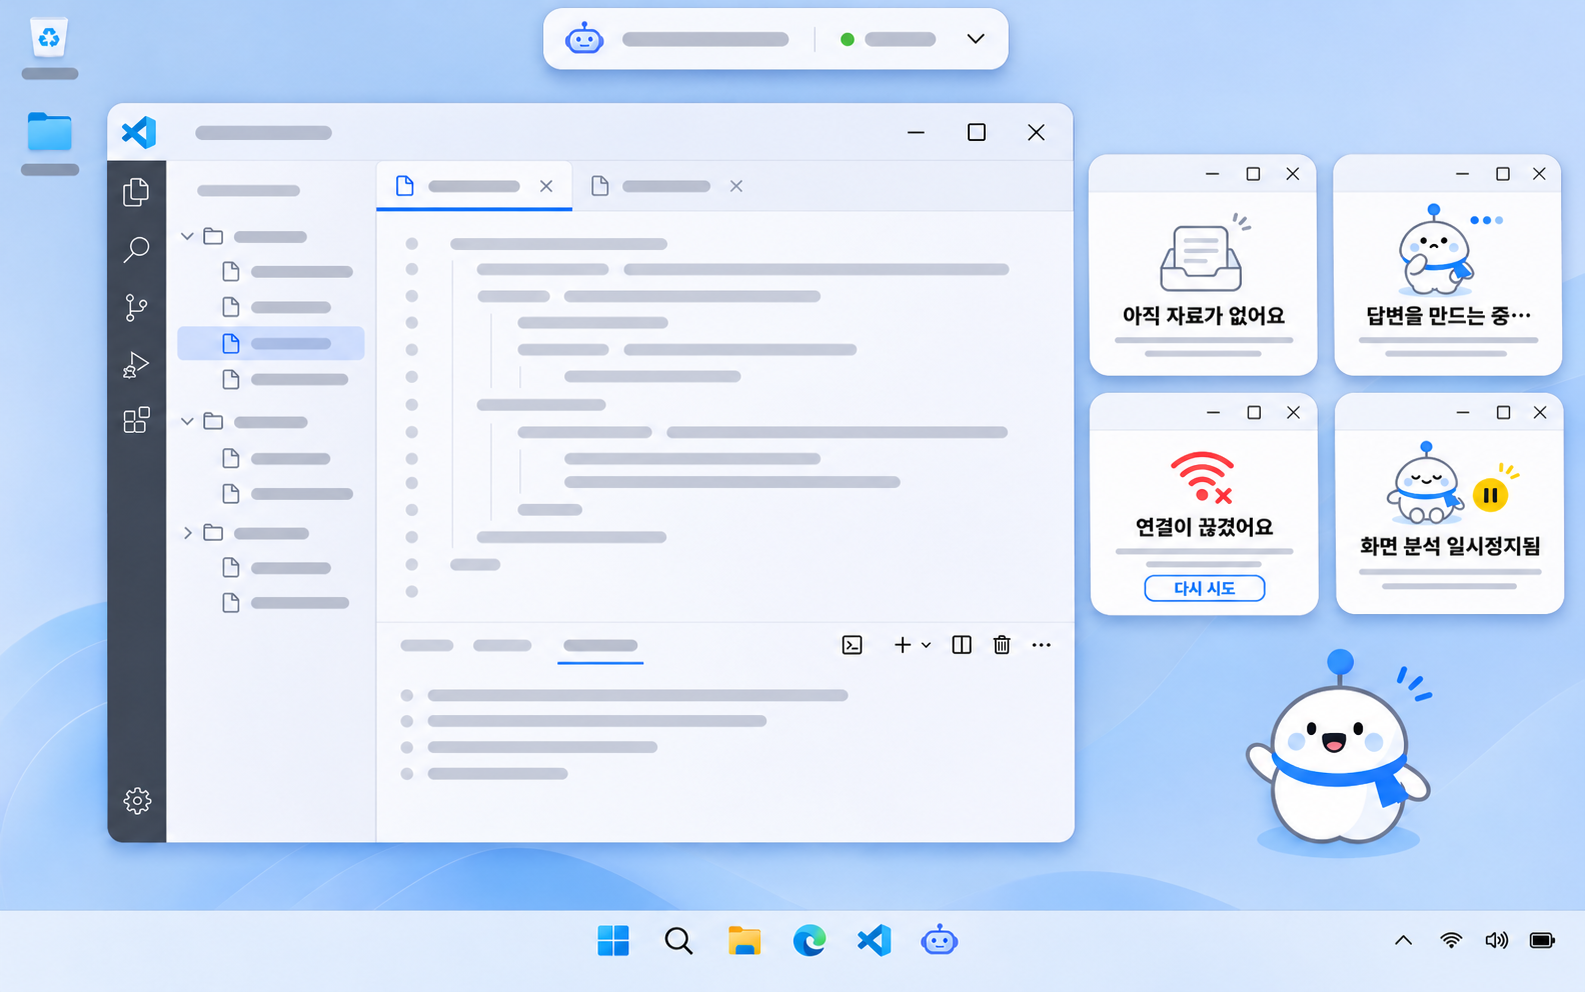 아직 자료가 없어요
답변을 만드는 중···
연결이 끊겼어요
다시 시도
화면 분석 일시정지됨